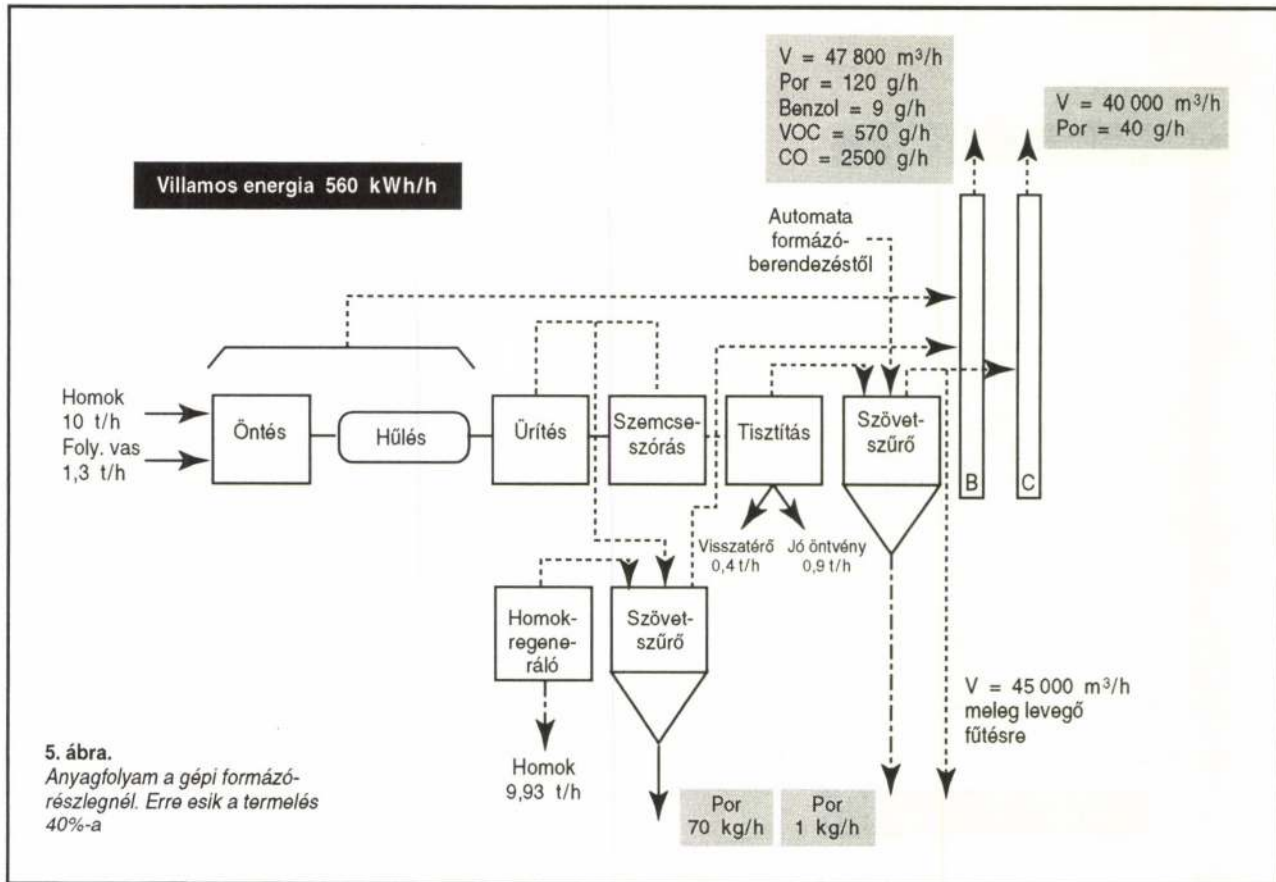 V = 47 800 m³/h
Por = 120 g/h
Benzol = 9 g/h
VOC = 570 g/h
CO = 2500 g/h
V = 40 000 m³/h
Por = 40 g/h
Villamos energia 560 kWh/h
Automata
formázó-
berendezéstől
Homok
10 t/h
Foly. vas
1,3 t/h
Öntés
Hűlés
Ürítés
Szemcse-
szórás
Tisztítás
Szövet-
szűrő
B
C
Visszatérő
0,4 t/h
Jó öntvény
0,9 t/h
Homok-
regene-
ráló
Szövet-
szűrő
Homok
9,93 t/h
V = 45 000 m³/h
meleg levegő
fűtésre
Por
70 kg/h
Por
1 kg/h
5. ábra.
Anyagfolyam a gépi formázó-
részlegnél. Erre esik a termelés
40%-a